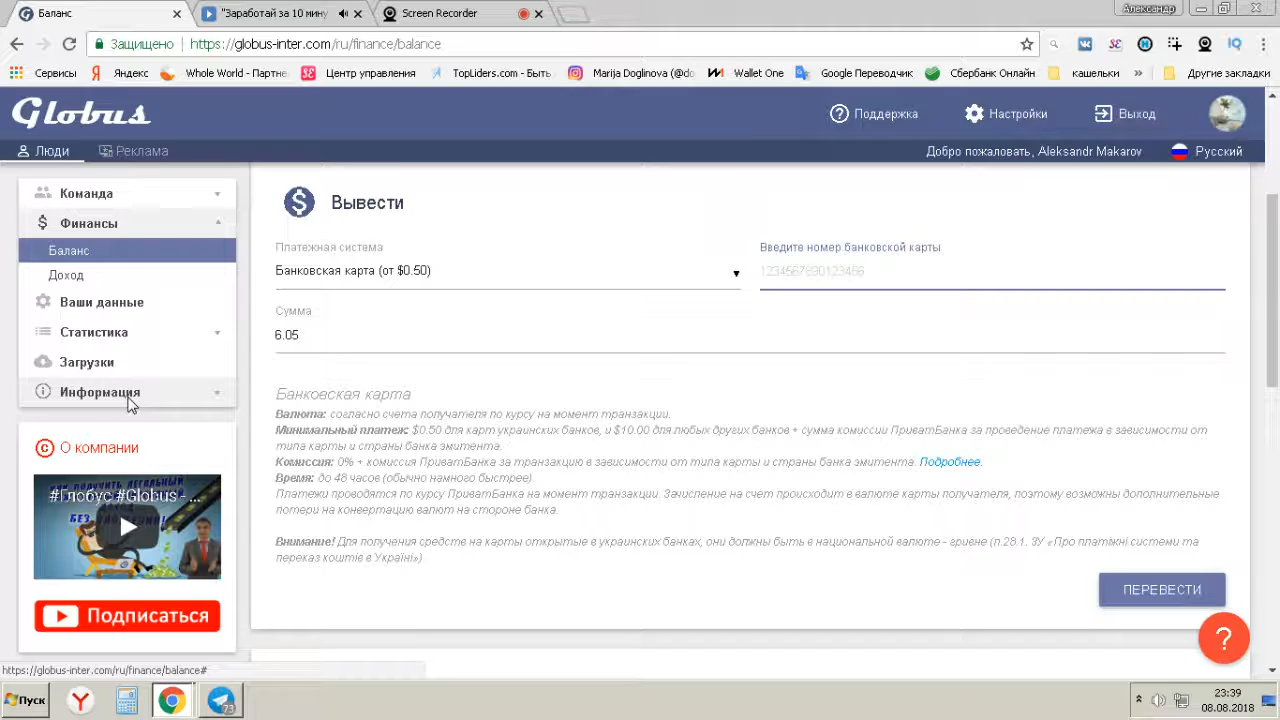 Баланс
"Заработай за 10 мину
Screen Recorder
Александр
Защищено
https://globus-inter.com/ru/finance/balance
Сервисы
Яндекс
Whole World - Партне
Центр управления
TopLiders.com - Быть
Marija Doglinova (@do
Wallet One
Google Переводчик
Сбербанк Онлайн
кашельки
»
Другие закладки
Globus
Поддержка
Настройки
Выход
Люди
Реклама
Добро пожаловать, Aleksandr Makarov
Русский
Команда
Финансы
Баланс
Доход
Ваши данные
Статистика
Загрузки
Информация
О компании
#Глобус #Globus -...
Подписаться
Вывести
Платежная система
Банковская карта (от $0.50)
Введите номер банковской карты
1234567890123456
Сумма
6.05
Банковская карта
Валюта: согласно счета получателя по курсу на момент транзакции.
Минимальный платеж: $0.50 для карт украинских банков, и $10.00 для любых других банков + сумма комиссии ПриватБанка за проведение платежа в зависимости от
типа карты и страны банка эмитента.
Комиссия: 0% + комиссия ПриватБанка за транзакцию в зависимости от типа карты и страны банка эмитента. Подробнее.
Время: до 48 часов (обычно намного быстрее).
Платежи проводятся по курсу ПриватБанка на момент транзакции. Зачисление на счет проходит в валюте карты получателя, поэтому возможны дополнительные
потери на конвертацию валют на стороне банка.
Внимание! Для получения средств на карты открытые в украинских банках, они должны быть в национальной валюте - гривне (п.28.1. ЗУ «Про платіжні системи та
переказ коштів в Україні»)
ПЕРЕВЕСТИ
?
https://globus-inter.com/ru/finance/balance#
Пуск
73
23:39
08.08.2018